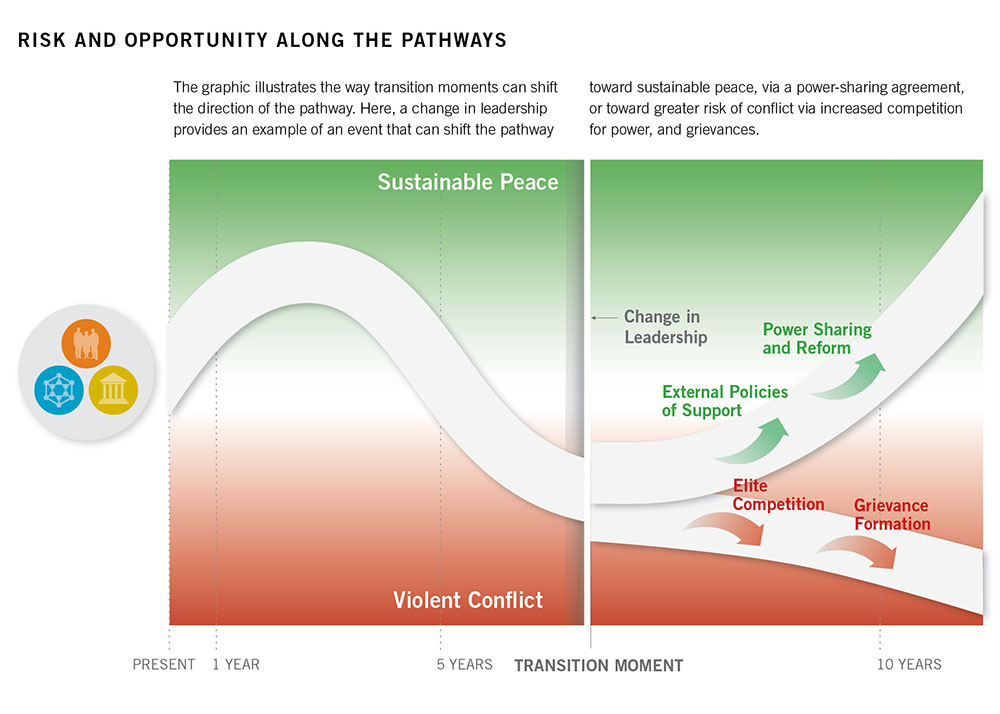 RISK AND OPPORTUNITY ALONG THE PATHWAYS
The graphic illustrates the way transition moments can shift
the direction of the pathway. Here, a change in leadership
provides an example of an event that can shift the pathway
toward sustainable peace, via a power-sharing agreement,
or toward greater risk of conflict via increased competition
for power, and grievances.
Sustainable Peace
Change in
Leadership
Power Sharing
and Reform
External Policies
of Support
Elite
Competition
Grievance
Formation
Violent Conflict
PRESENT
1 YEAR
5 YEARS
TRANSITION MOMENT
10 YEARS